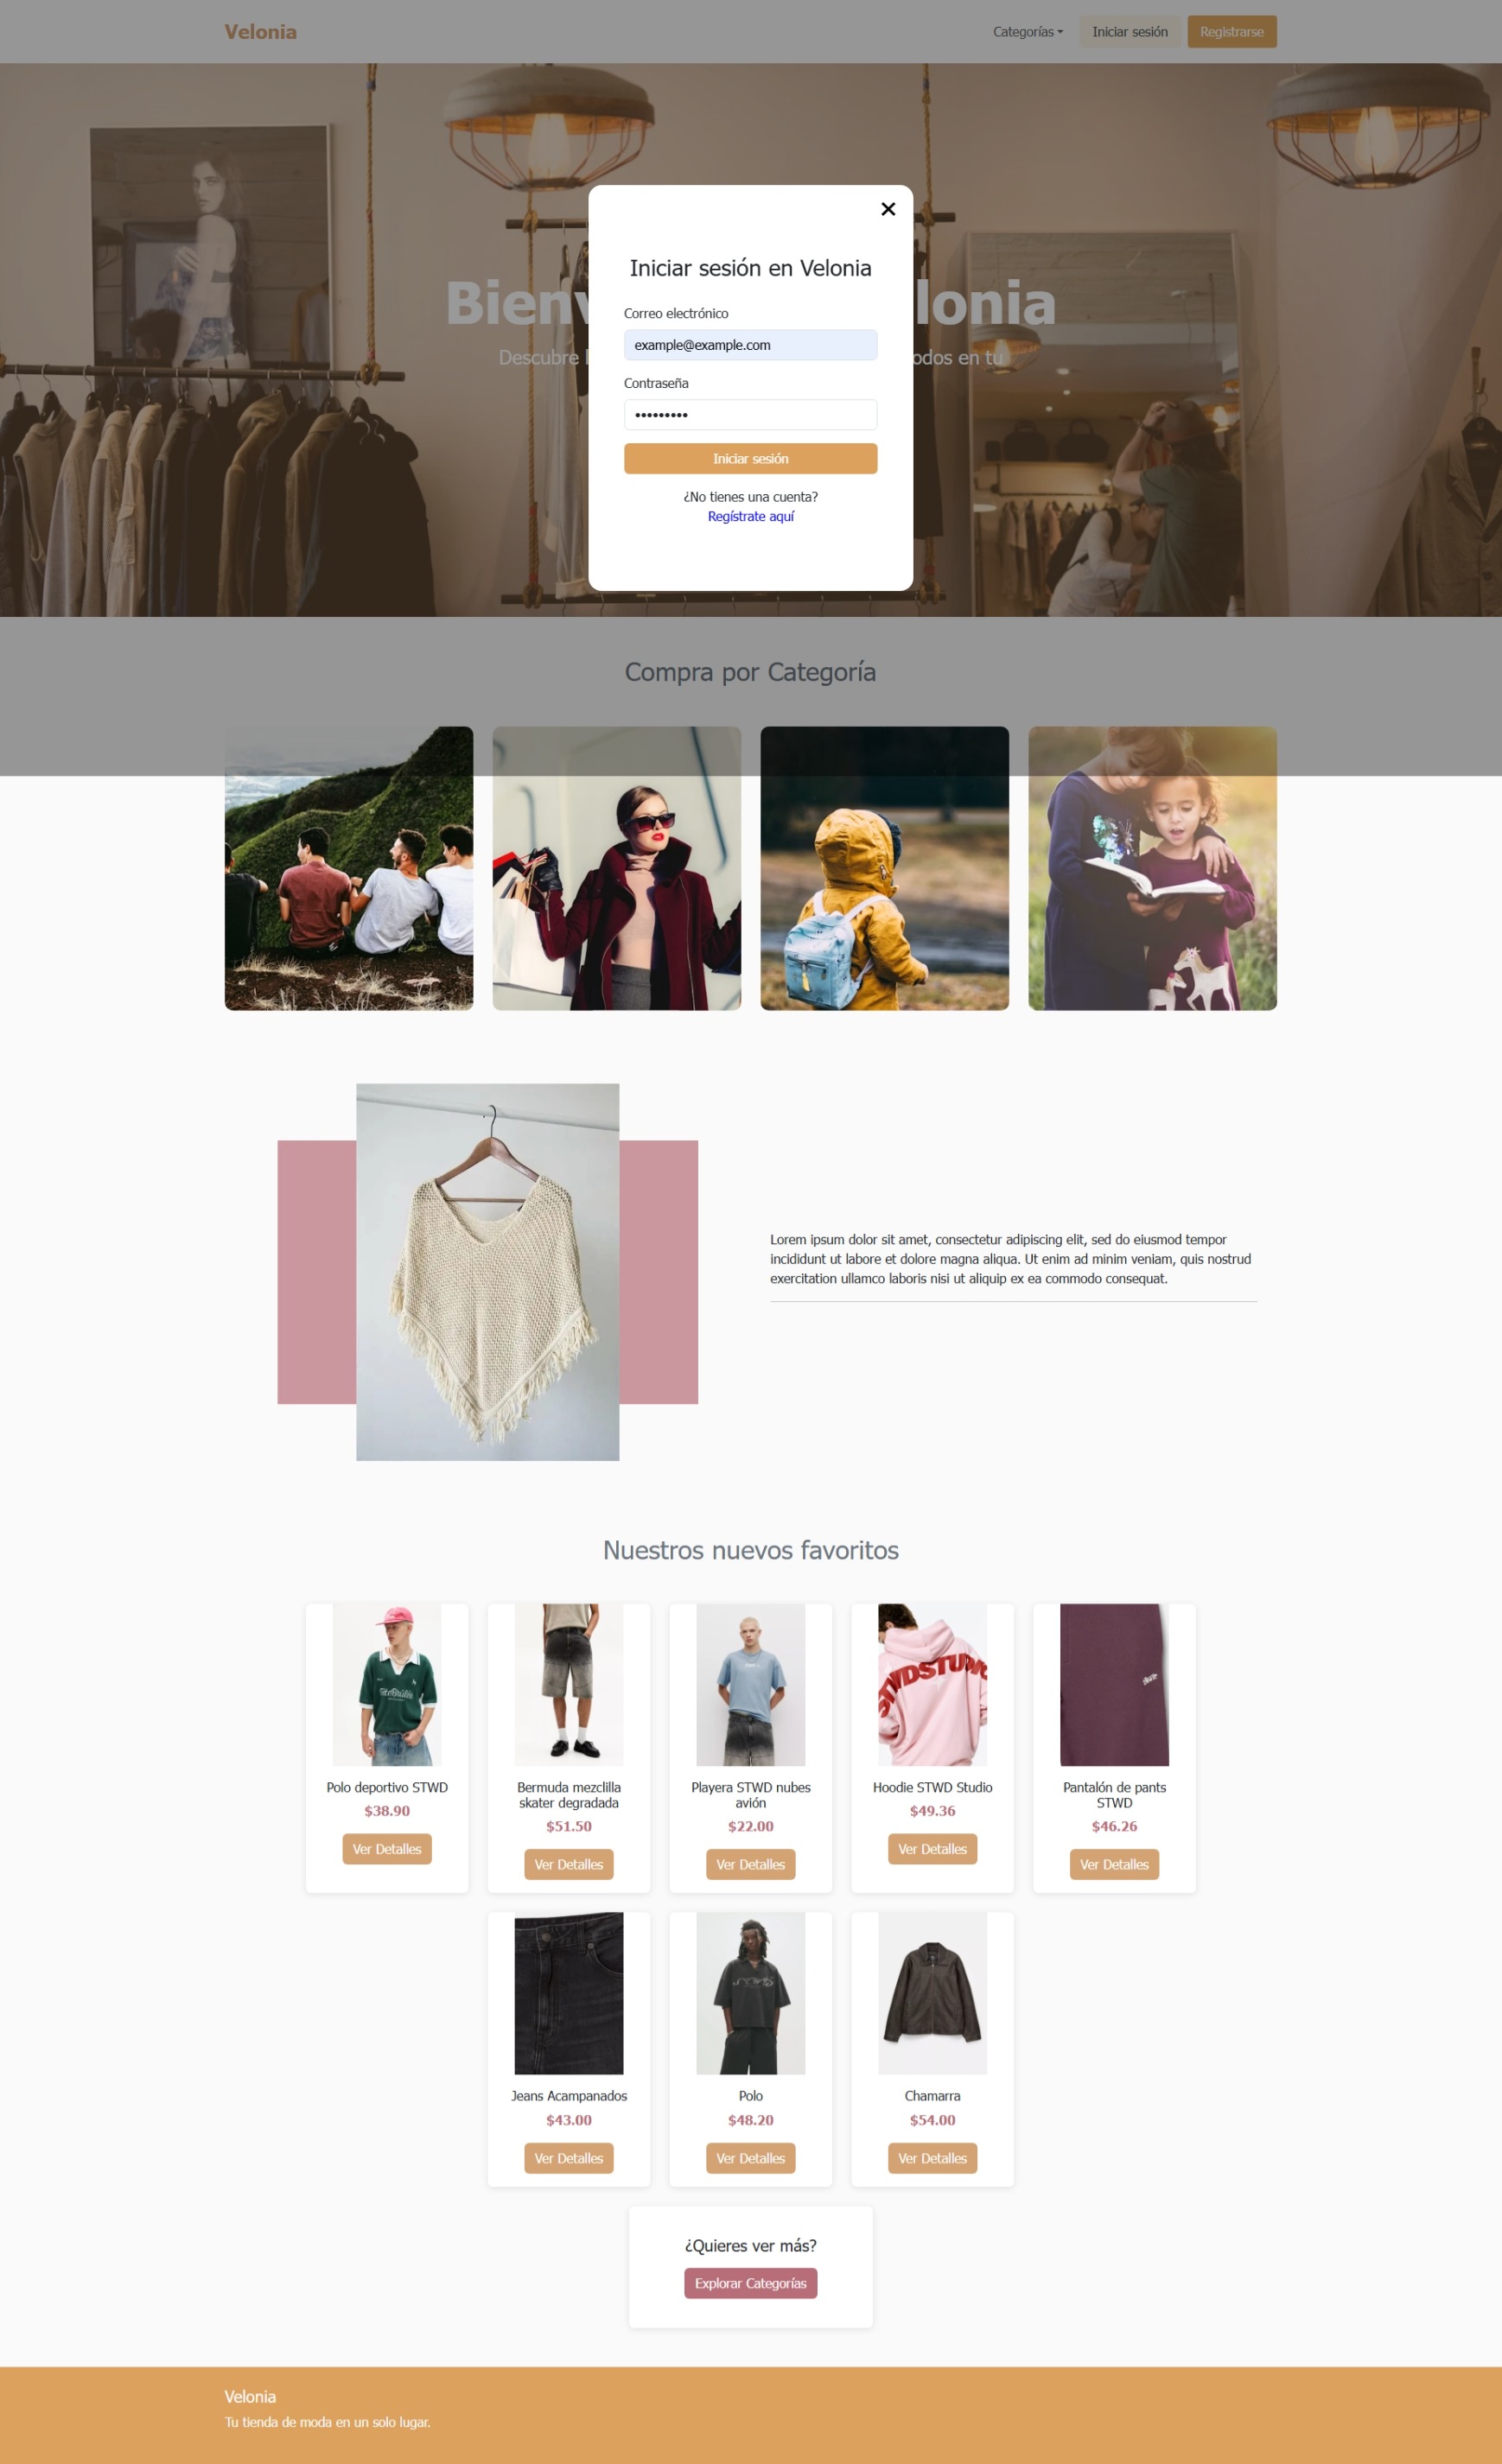 Velonia
Categorías
Iniciar sesión
Registrarse
Iniciar sesión en Velonia
Correo electrónico
example@example.com
Contraseña
•••••••••
Iniciar sesión
¿No tienes una cuenta?
Regístrate aquí
Descubre
odos en tu
Compra por Categoría
Lorem ipsum dolor sit amet, consectetur adipiscing elit, sed do eiusmod tempor
incididunt ut labore et dolore magna aliqua. Ut enim ad minim veniam, quis nostrud
exercitation ullamco laboris nisi ut aliquip ex ea commodo consequat.
Nuestros nuevos favoritos
Polo deportivo STWD
$38.90
Ver Detalles
Bermuda mezclilla
skater degradada
$51.50
Ver Detalles
Playera STWD nubes
avión
$22.00
Ver Detalles
Hoodie STWD Studio
$49.36
Ver Detalles
Pantalón de pants
STWD
$46.26
Ver Detalles
Jeans Acampanados
$43.00
Ver Detalles
Polo
$48.20
Ver Detalles
Chamarra
$54.00
Ver Detalles
¿Quieres ver más?
Explorar Categorías
Velonia
Tu tienda de moda en un solo lugar.